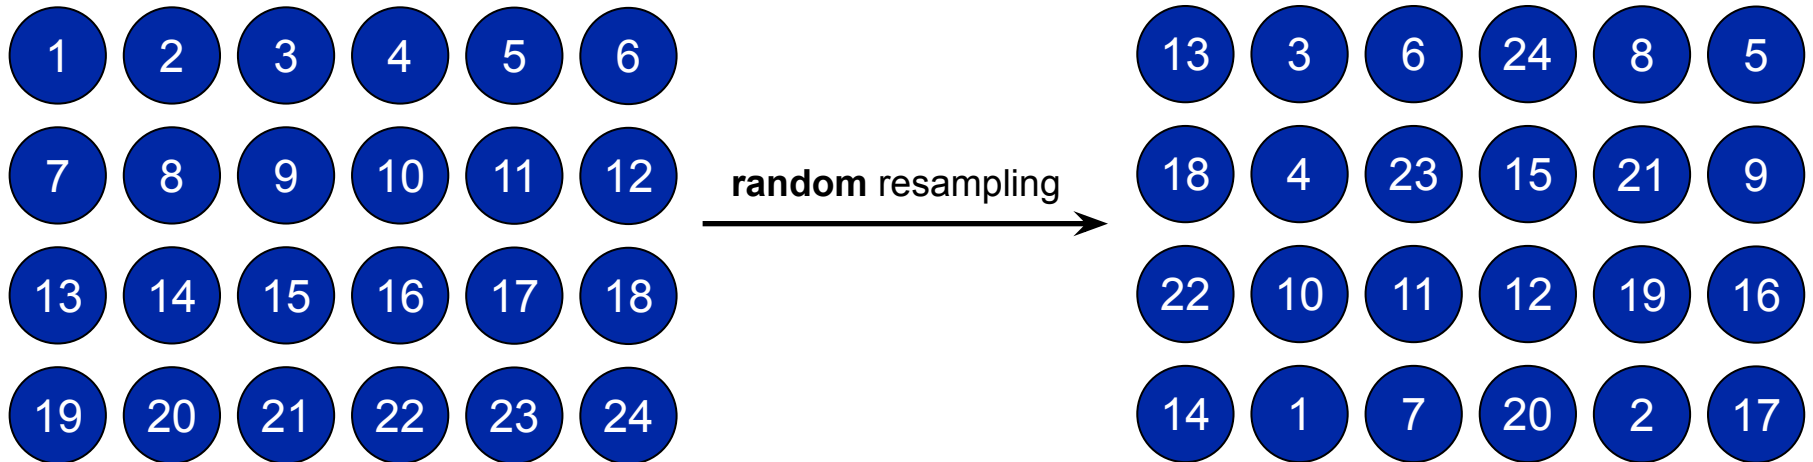 1 2 3 4 5 6
7 8 9 10 11 12
13 14 15 16 17 18
19 20 21 22 23 24
random resampling
13 3 6 24 8 5
18 4 23 15 21 9
22 10 11 12 19 16
14 1 7 20 2 17